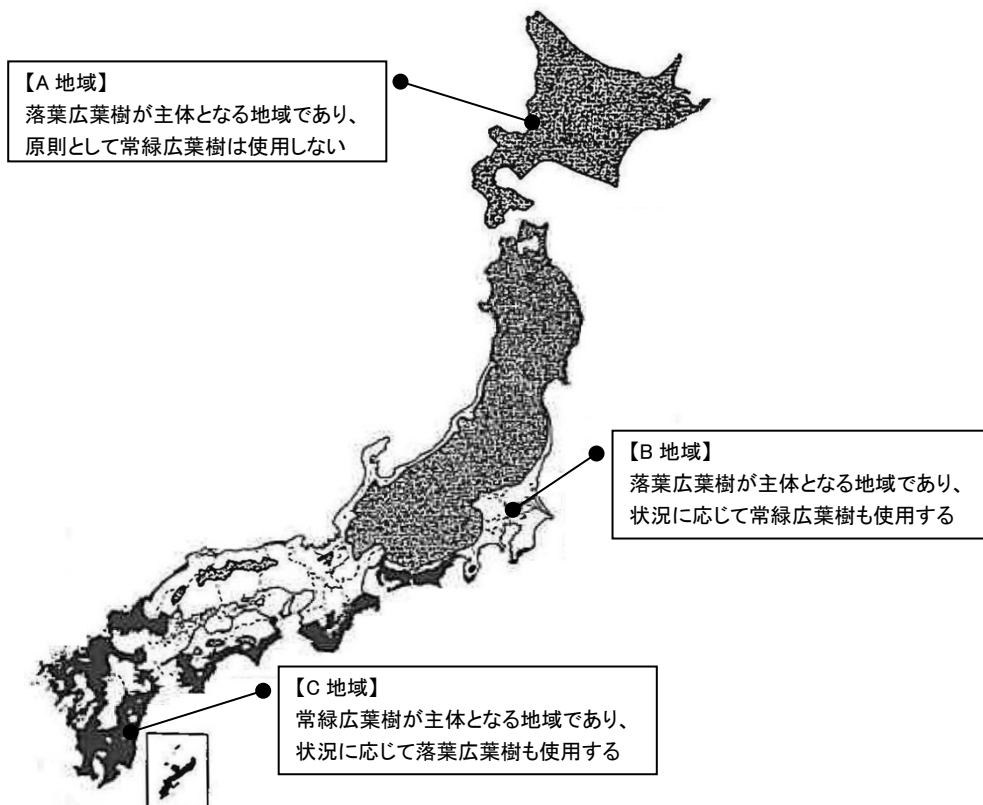 【A 地域】
落葉広葉樹が主体となる地域であり、
原則として常緑広葉樹は使用しない
【B 地域】
落葉広葉樹が主体となる地域であり、
状況に応じて常緑広葉樹も使用する
【C 地域】
常緑広葉樹が主体となる地域であり、
状況に応じて落葉広葉樹も使用する